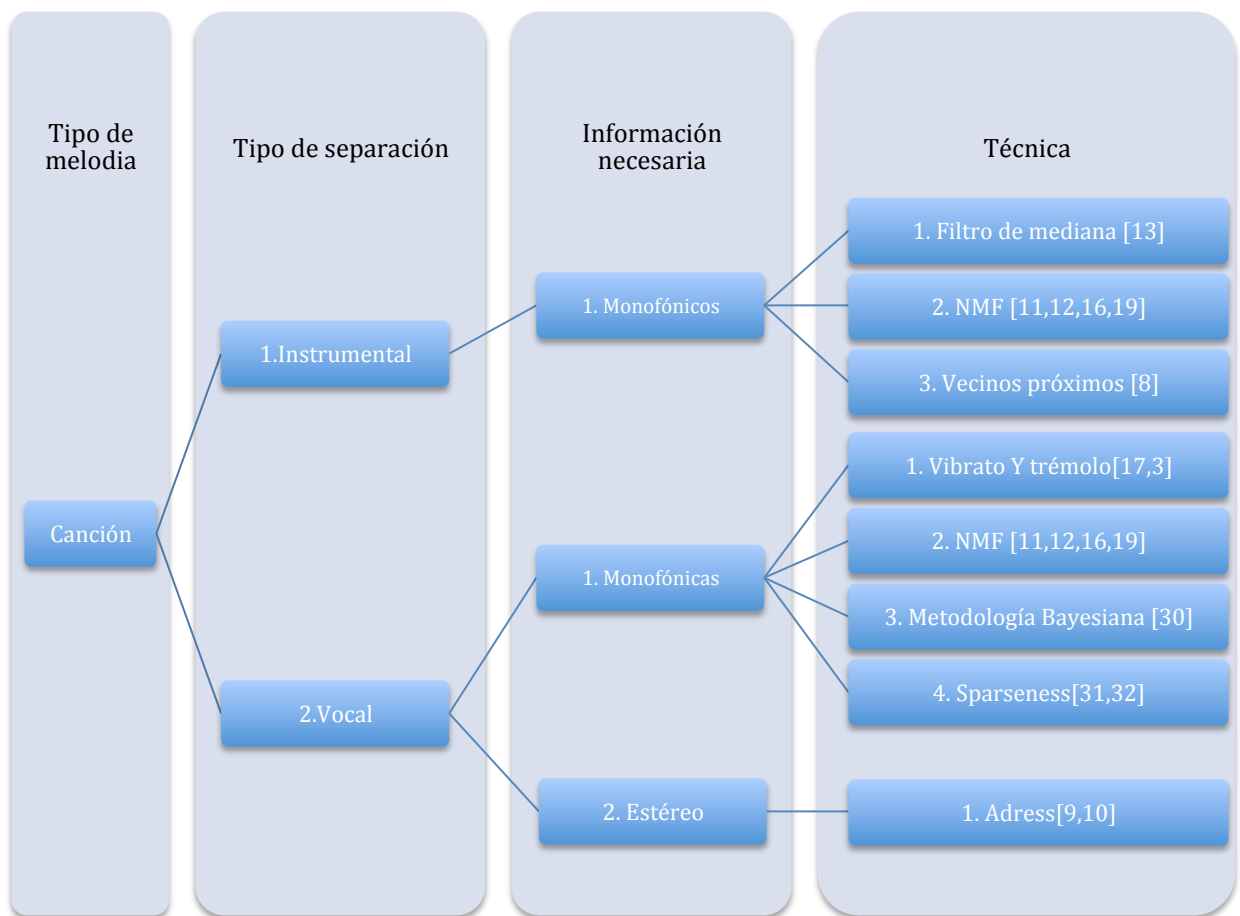 Tipo de
melodia
Tipo de separación
Información
necesaria
Técnica
Canción
1.Instrumental
2.Vocal
1. Monofónicos
1. Monofónicas
2. Estéreo
1. Filtro de mediana [13]
2. NMF [11,12,16,19]
3. Vecinos próximos [8]
1. Vibrato Y trémolo[17,3]
2. NMF [11,12,16,19]
3. Metodología Bayesiana [30]
4. Sparseness[31,32]
1. Adress[9,10]